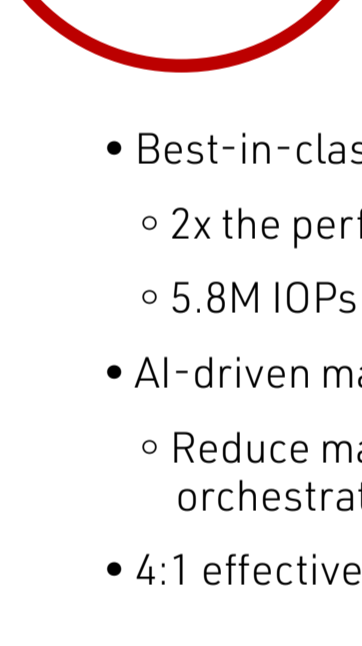 • Best-in-clas
◦ 2x the perf
◦ 5.8M IOPs
• AI-driven ma
◦ Reduce ma
orchestrat
• 4:1 effective